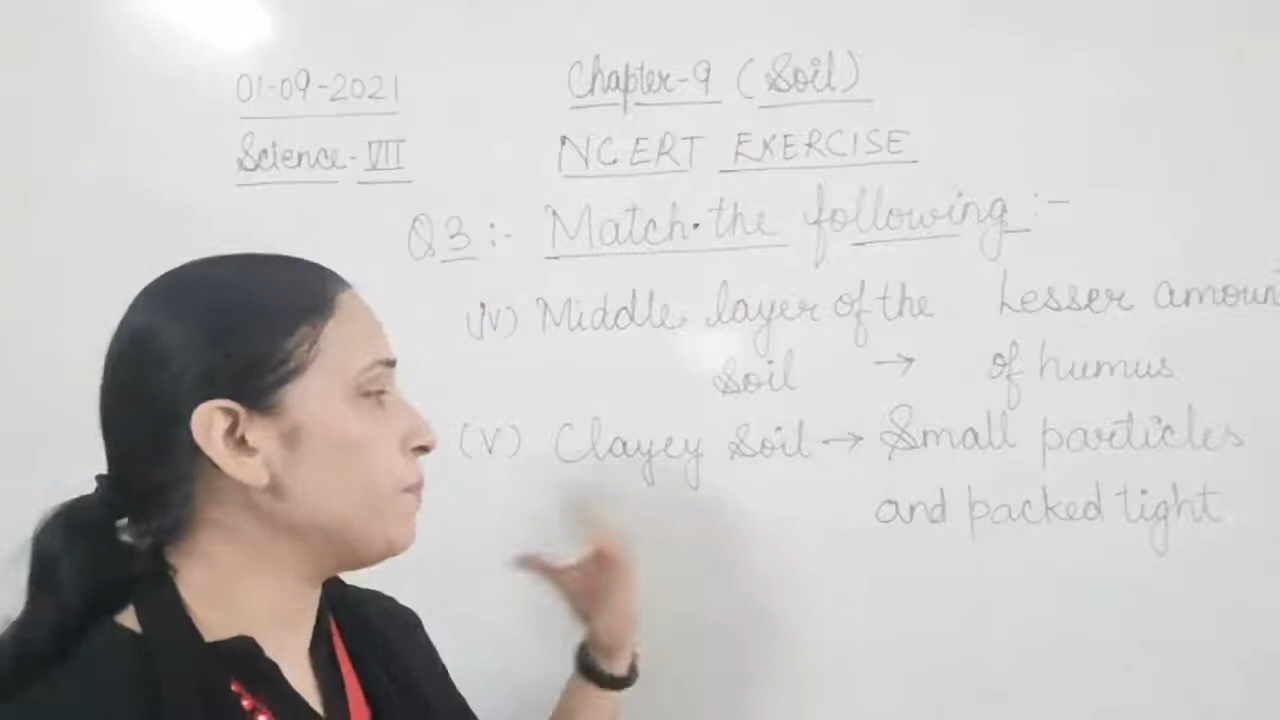 01-09-2021
Chapter-9 (Soil)
Science-VII
NCERT EXERCISE
Q3:- Match the following:-
(IV) Middle layer of the Lesser amoun
soil → of humus
(V) Clayey Soil → Small particles
and packed tight